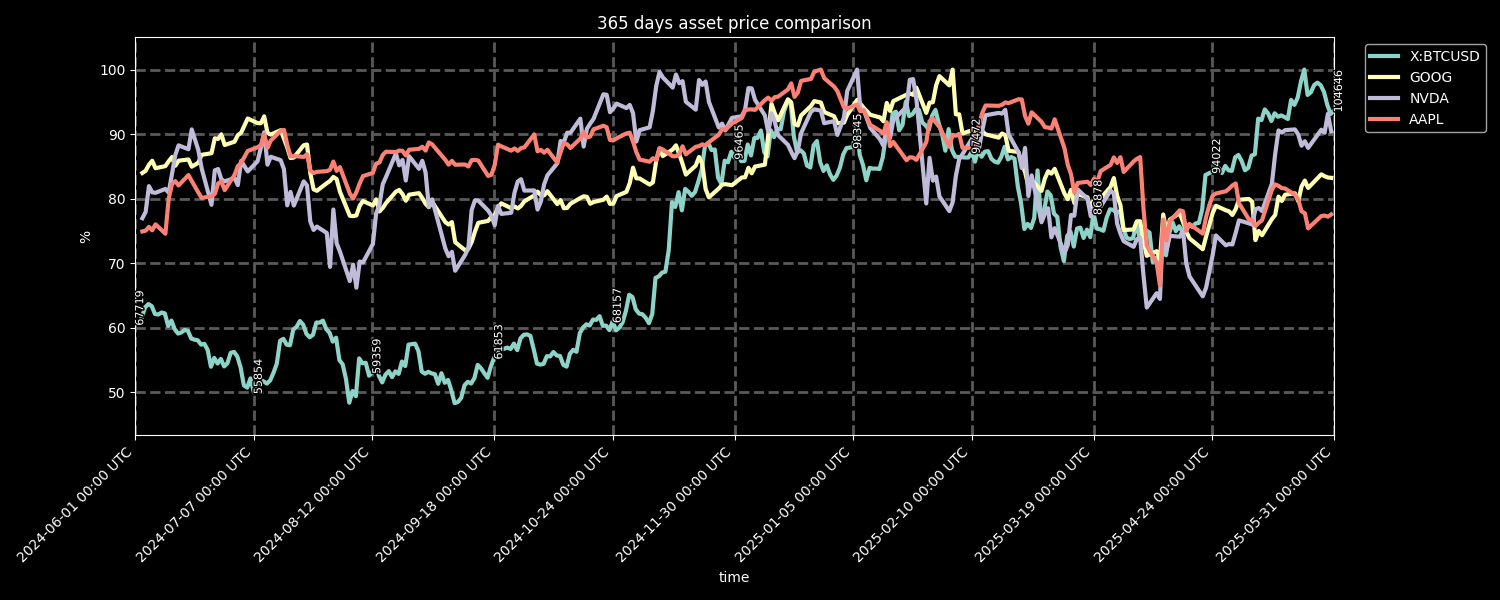 365 days asset price comparison
X:BTCUSD
GOOG
NVDA
AAPL
%
100
90
80
70
60
50
67719
55854
59359
61853
68157
96465
98345
97472
86878
94022
104646
2024-06-01 00:00 UTC
2024-07-07 00:00 UTC
2024-08-12 00:00 UTC
2024-09-18 00:00 UTC
2024-10-24 00:00 UTC
2024-11-30 00:00 UTC
2025-01-05 00:00 UTC
2025-02-10 00:00 UTC
2025-03-19 00:00 UTC
2025-04-24 00:00 UTC
2025-05-31 00:00 UTC
time